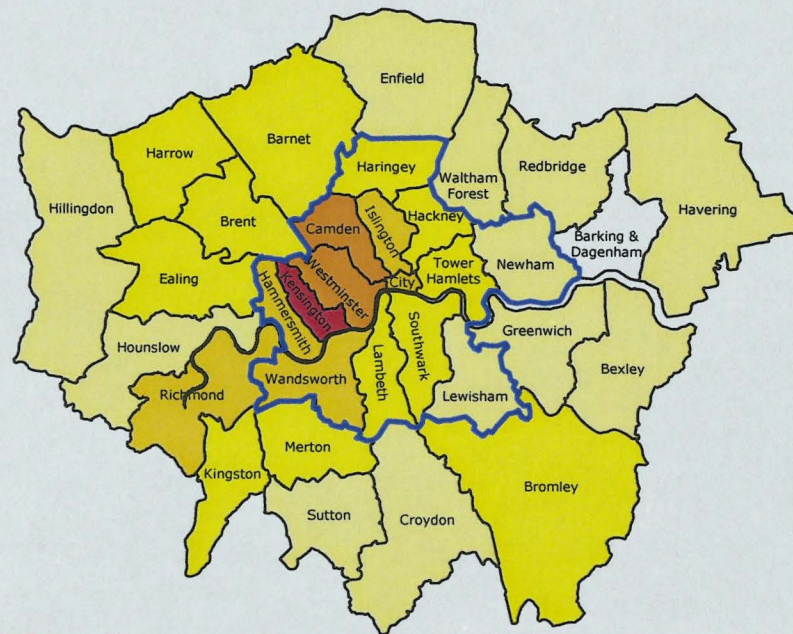 Enfield
Barnet
Harrow
Haringey
Waltham
Forest
Redbridge
Havering
Hillingdon
Brent
Camden
Islington
Hackney
Barking &
Dagenham
Ealing
Hammersmith
Kensington
Westminster
City
Tower
Hamlets
Newham
Hounslow
Richmond
Wandsworth
Lambeth
Southwark
Lewisham
Greenwich
Bexley
Kingston
Merton
Sutton
Croydon
Bromley